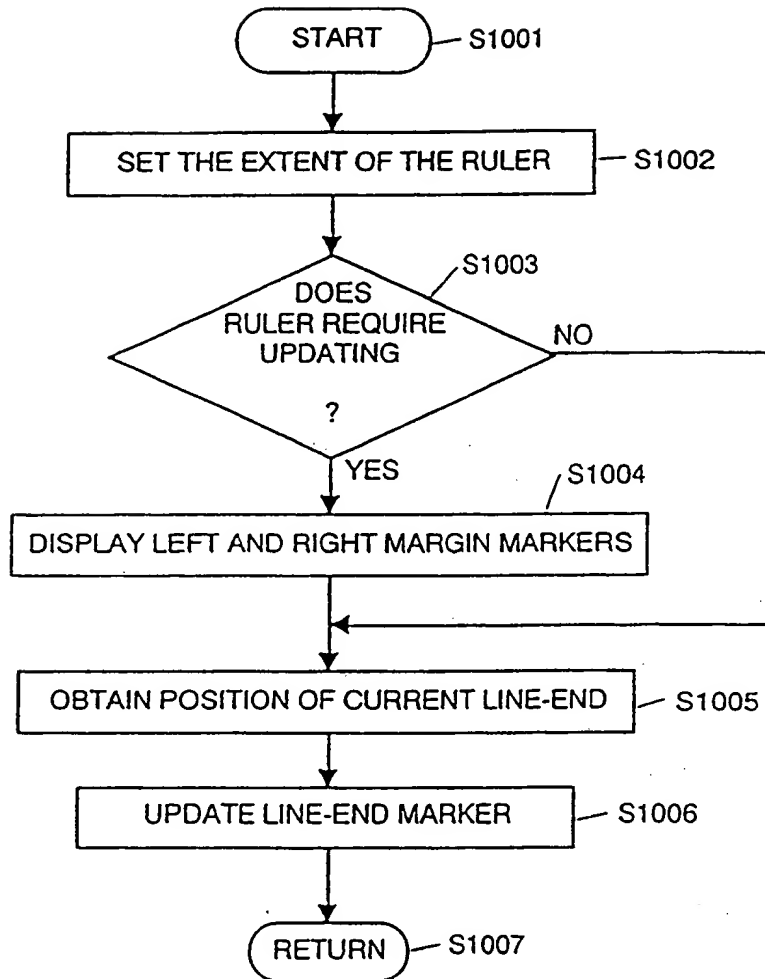 START
S1001
SET THE EXTENT OF THE RULER
S1002
S1003
DOES
RULER REQUIRE
UPDATING
?
NO
YES
S1004
DISPLAY LEFT AND RIGHT MARGIN MARKERS
OBTAIN POSITION OF CURRENT LINE-END
S1005
UPDATE LINE-END MARKER
S1006
RETURN
S1007